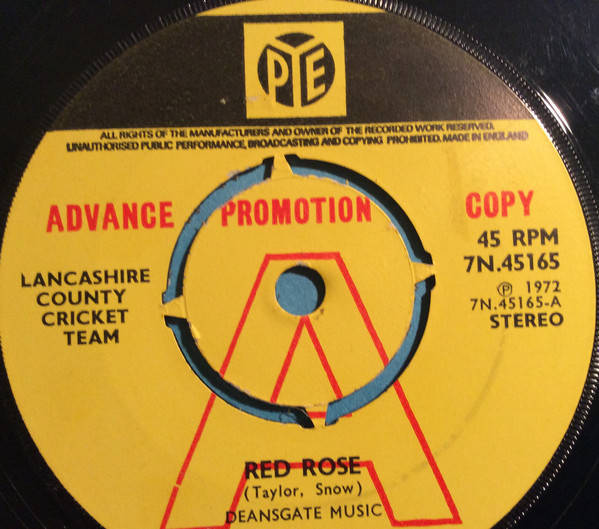 PYE
ALL RIGHTS OF THE MANUFACTURERS AND OWNER OF THE RECORDED WORK RESERVED.
UNAUTHORISED PUBLIC PERFORMANCE, BROADCASTING AND COPYING PROHIBITED. MADE IN ENGLAND
ADVANCE PROMOTION COPY
45 RPM
7N.45165
LANCASHIRE
COUNTY
CRICKET
TEAM
℗ 1972
7N.45165-A
STEREO
A
RED ROSE
(Taylor, Snow)
DEANSGATE MUSIC